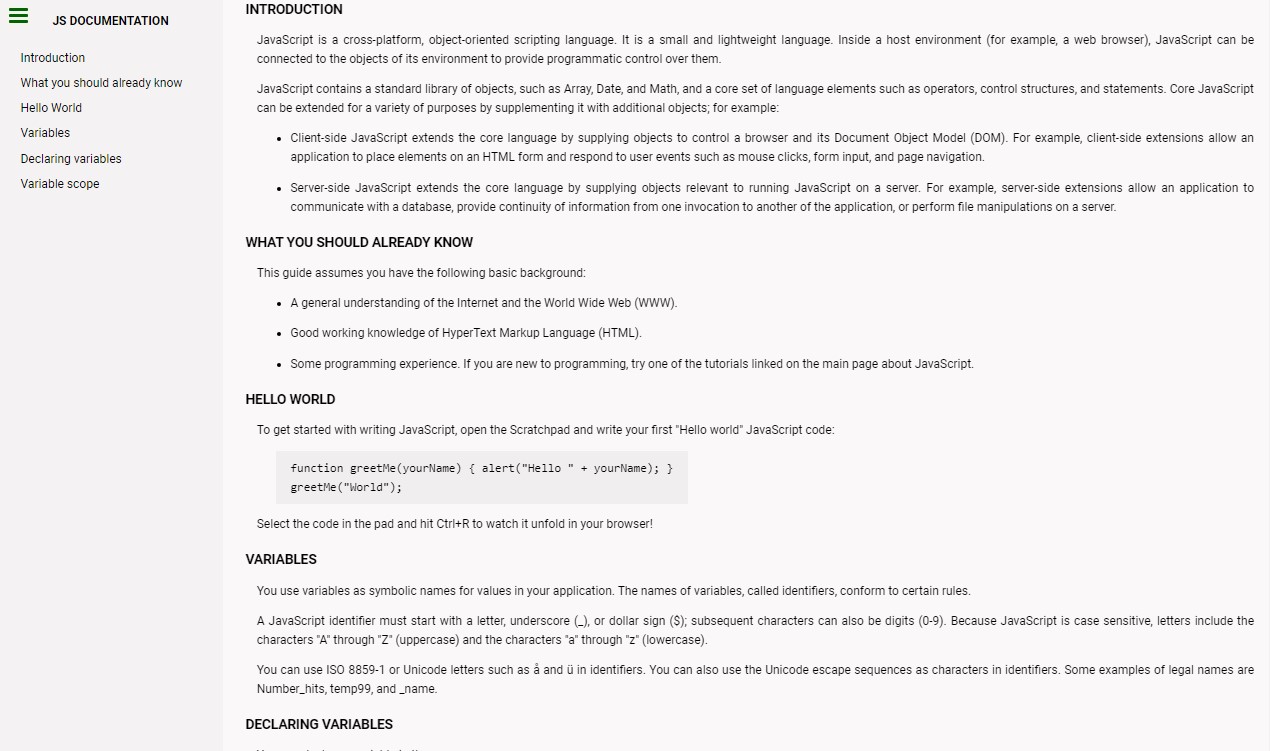 JS DOCUMENTATION
Introduction
What you should already know
Hello World
Variables
Declaring variables
Variable scope
INTRODUCTION
JavaScript is a cross-platform, object-oriented scripting language. It is a small and lightweight language. Inside a host environment (for example, a web browser), JavaScript can be
connected to the objects of its environment to provide programmatic control over them.
JavaScript contains a standard library of objects, such as Array, Date, and Math, and a core set of language elements such as operators, control structures, and statements. Core JavaScript
can be extended for a variety of purposes by supplementing it with additional objects; for example:
• Client-side JavaScript extends the core language by supplying objects to control a browser and its Document Object Model (DOM). For example, client-side extensions allow an
application to place elements on an HTML form and respond to user events such as mouse clicks, form input, and page navigation.
• Server-side JavaScript extends the core language by supplying objects relevant to running JavaScript on a server. For example, server-side extensions allow an application to
communicate with a database, provide continuity of information from one invocation to another of the application, or perform file manipulations on a server.
WHAT YOU SHOULD ALREADY KNOW
This guide assumes you have the following basic background:
• A general understanding of the Internet and the World Wide Web (WWW).
• Good working knowledge of HyperText Markup Language (HTML).
• Some programming experience. If you are new to programming, try one of the tutorials linked on the main page about JavaScript.
HELLO WORLD
To get started with writing JavaScript, open the Scratchpad and write your first "Hello world" JavaScript code:
function greetMe(yourName) { alert("Hello " + yourName); }
greetMe("World");
Select the code in the pad and hit Ctrl+R to watch it unfold in your browser!
VARIABLES
You use variables as symbolic names for values in your application. The names of variables, called identifiers, conform to certain rules.
A JavaScript identifier must start with a letter, underscore (_), or dollar sign ($); subsequent characters can also be digits (0-9). Because JavaScript is case sensitive, letters include the
characters "A" through "Z" (uppercase) and the characters "a" through "z" (lowercase).
You can use ISO 8859-1 or Unicode letters such as å and ü in identifiers. You can also use the Unicode escape sequences as characters in identifiers. Some examples of legal names are
Number_hits, temp99, and _name.
DECLARING VARIABLES